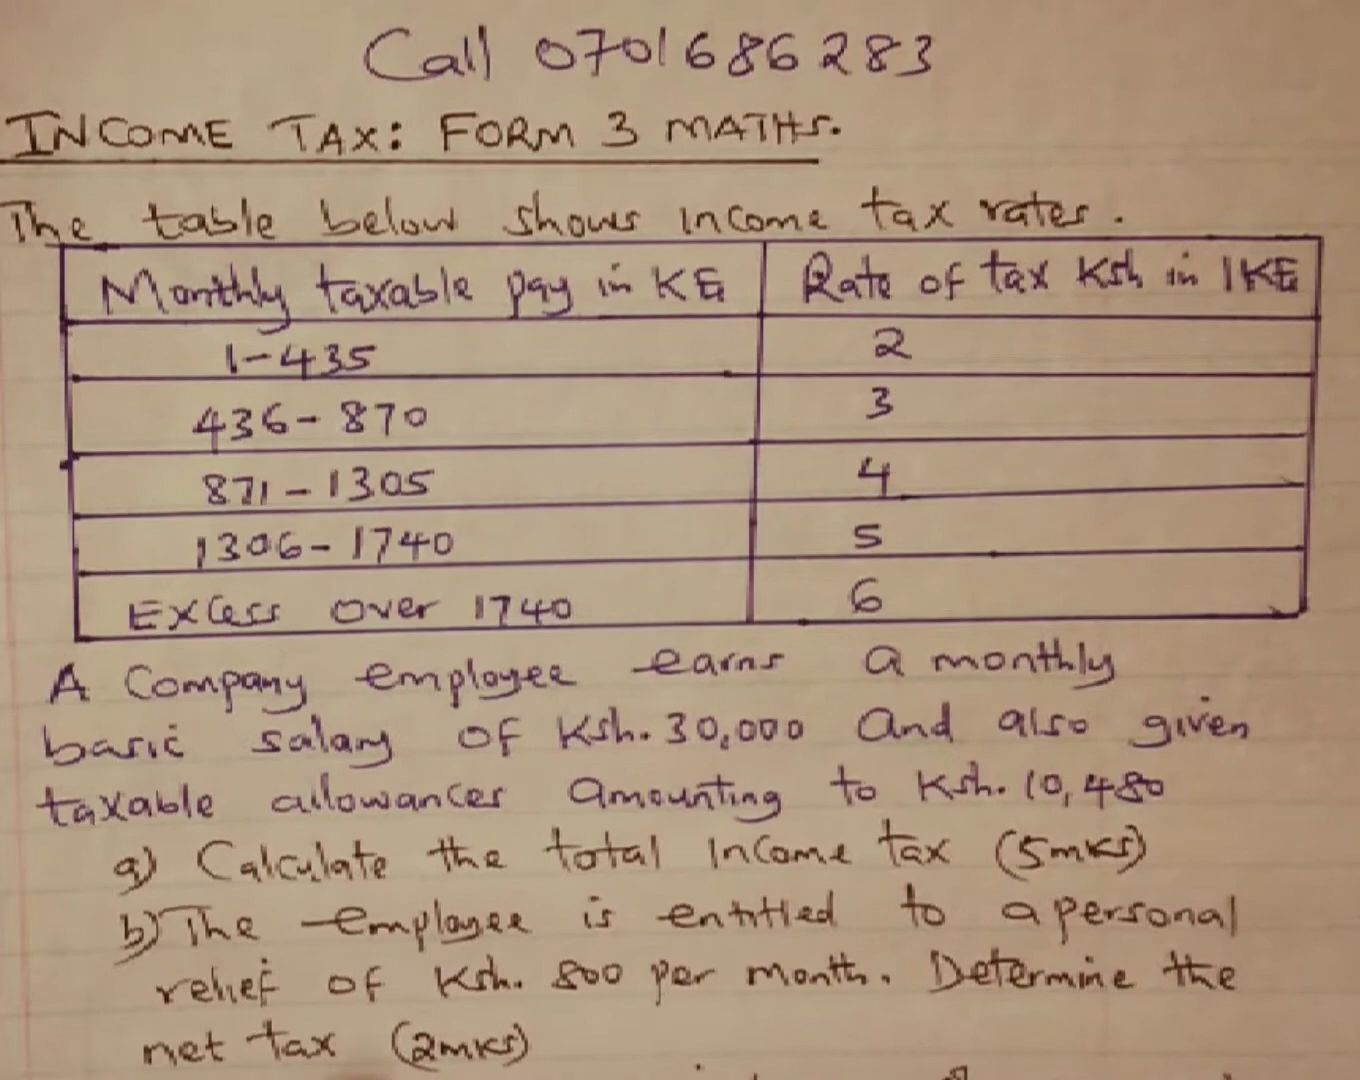 Call 0701686283
INCOME TAX: FORM 3 MATHS.
The table below shows income tax rates.
Monthly taxable pay in K£ Rate of tax Ksh in 1K£
1-435 2
436-870 3
871-1305 4
1306-1740 5
Excess over 1740 6
A Company employee earns a monthly
basic salary of Ksh. 30,000 and also given
taxable allowances amounting to Ksh. 10,480
a) Calculate the total Income tax (5mks)
b) The employee is entitled to a personal
relief of Ksh. 800 per month. Determine the
net tax (2mks)